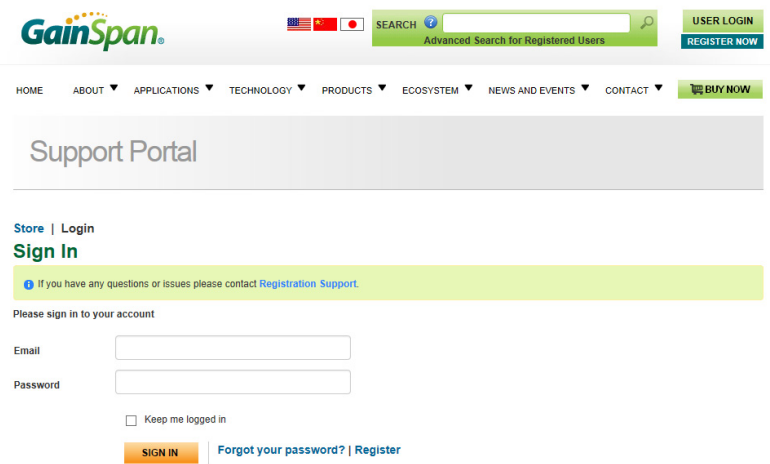 GainSpan®
SEARCH
Advanced Search for Registered Users
USER LOGIN
REGISTER NOW
HOME ABOUT APPLICATIONS TECHNOLOGY PRODUCTS ECOSYSTEM NEWS AND EVENTS CONTACT BUY NOW
Support Portal
Store | Login
Sign In
If you have any questions or issues please contact Registration Support.
Please sign in to your account
Email
Password
Keep me logged in
SIGN IN Forgot your password? | Register